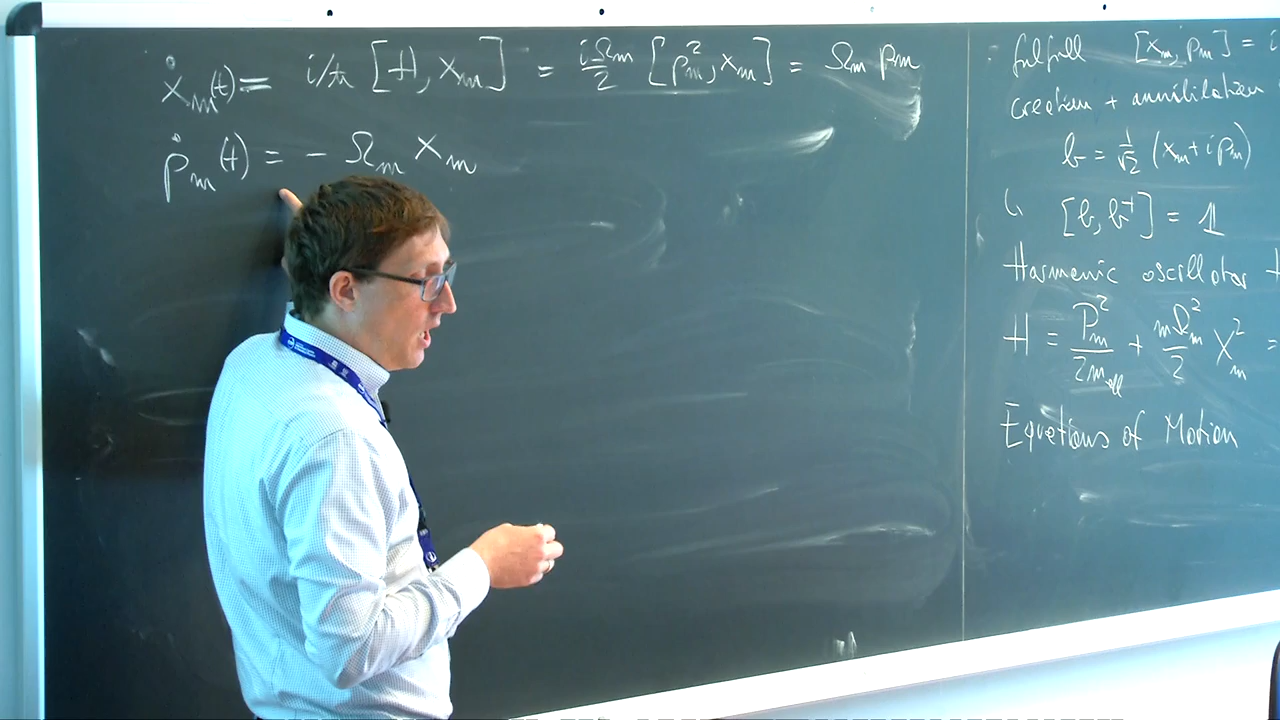 ẋₘ(t) = i/ħ [H, xₘ] = iΩₘ/2 [pₘ², xₘ] = Ωₘ pₘ
ṗₘ(t) = - Ωₘ xₘ
fulfill [xₘ, pₘ] = i
creation + annihilation
b = 1/√2 (xₘ + i pₘ)
↳ [b, b†] = 𝟙
Harmonic oscillator
H = Pₘ²/2m_eff + mΩₘ²/2 Xₘ² =
Equations of Motion